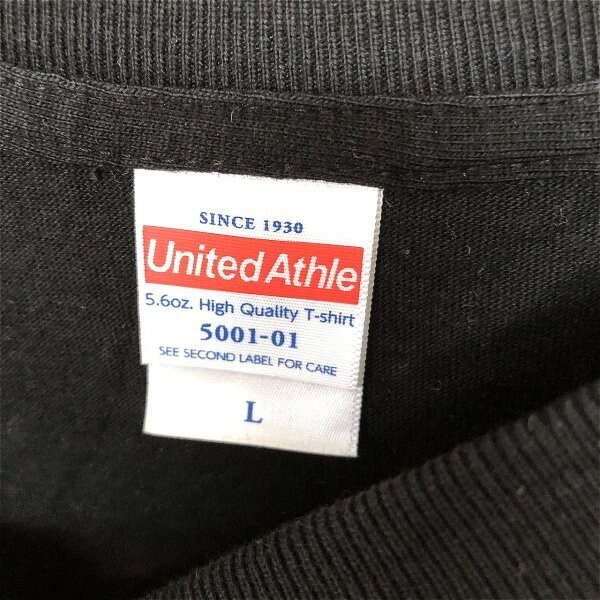 SINCE 1930
United Athle
5.6oz. High Quality T-shirt
5001-01
SEE SECOND LABEL FOR CARE
L